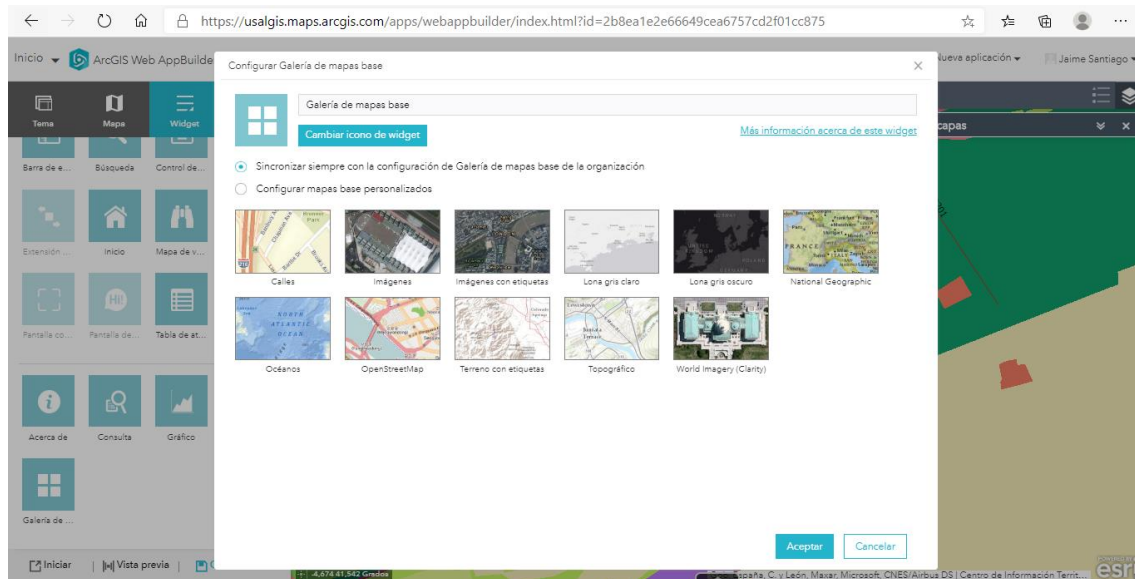 https://usalgis.maps.arcgis.com/apps/webappbuilder/index.html?id=2b8ea1e2e66649cea6757cd2f01cc875
Inicio
ArcGIS Web AppBuilde
Nueva aplicación
Jaime Santiago
Configurar Galería de mapas base
Tema
Mapa
Widget
Galería de mapas base
Cambiar icono de widget
Más información acerca de este widget
capas
Barra de e...
Búsqueda
Control de...
Sincronizar siempre con la configuración de Galería de mapas base de la organización
Configurar mapas base personalizados
Extensión ...
Inicio
Mapa de v...
Calles
Imágenes
Imágenes con etiquetas
Lona gris claro
Lona gris oscuro
National Geographic
Pantalla co...
Hi!
Pantalla de...
Tabla de at...
NORTH
ATLANTIC
OCEAN
Océanos
OpenStreetMap
Terreno con etiquetas
Topográfico
World Imagery (Clarity)
Acerca de
Consulta
Gráfico
Galería de ...
Aceptar
Cancelar
Iniciar
Vista previa
-4,674 41,542 Grados
España, C. y León, Maxar, Microsoft, CNES/Airbus DS | Centro de Información Territ...
esri